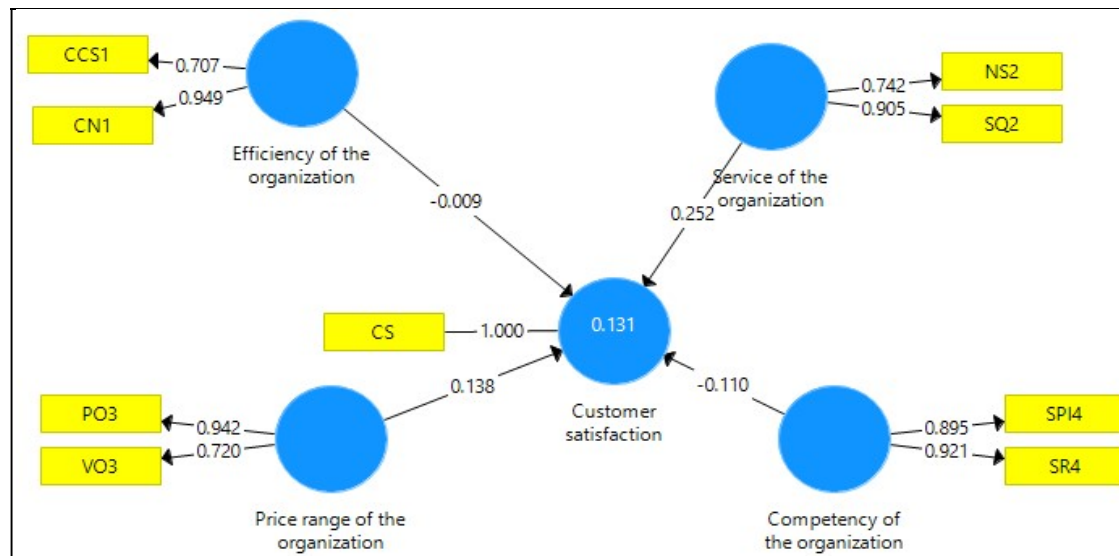 CCS1
0.707
CN1
0.949
Efficiency of the
organization
-0.009
NS2
0.742
SQ2
0.905
Service of the
organization
0.252
CS
1.000
0.131
Customer
satisfaction
PO3
0.942
VO3
0.720
Price range of the
organization
0.138
-0.110
SPI4
0.895
SR4
0.921
Competency of
the organization